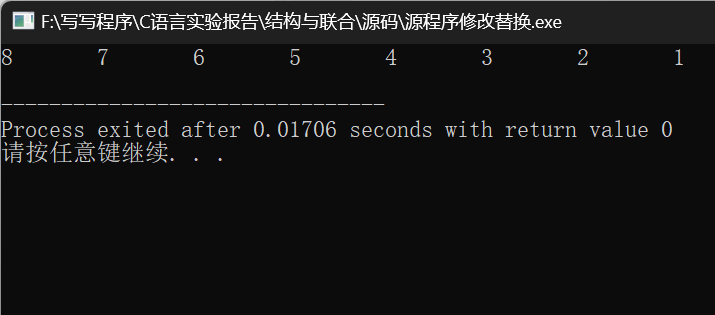 F:\写写程序\C语言实验报告\结构与联合\源码\源程序修改替换.exe
8 7 6 5 4 3 2 1
--------------------------------
Process exited after 0.01706 seconds with return value 0
请按任意键继续. . .